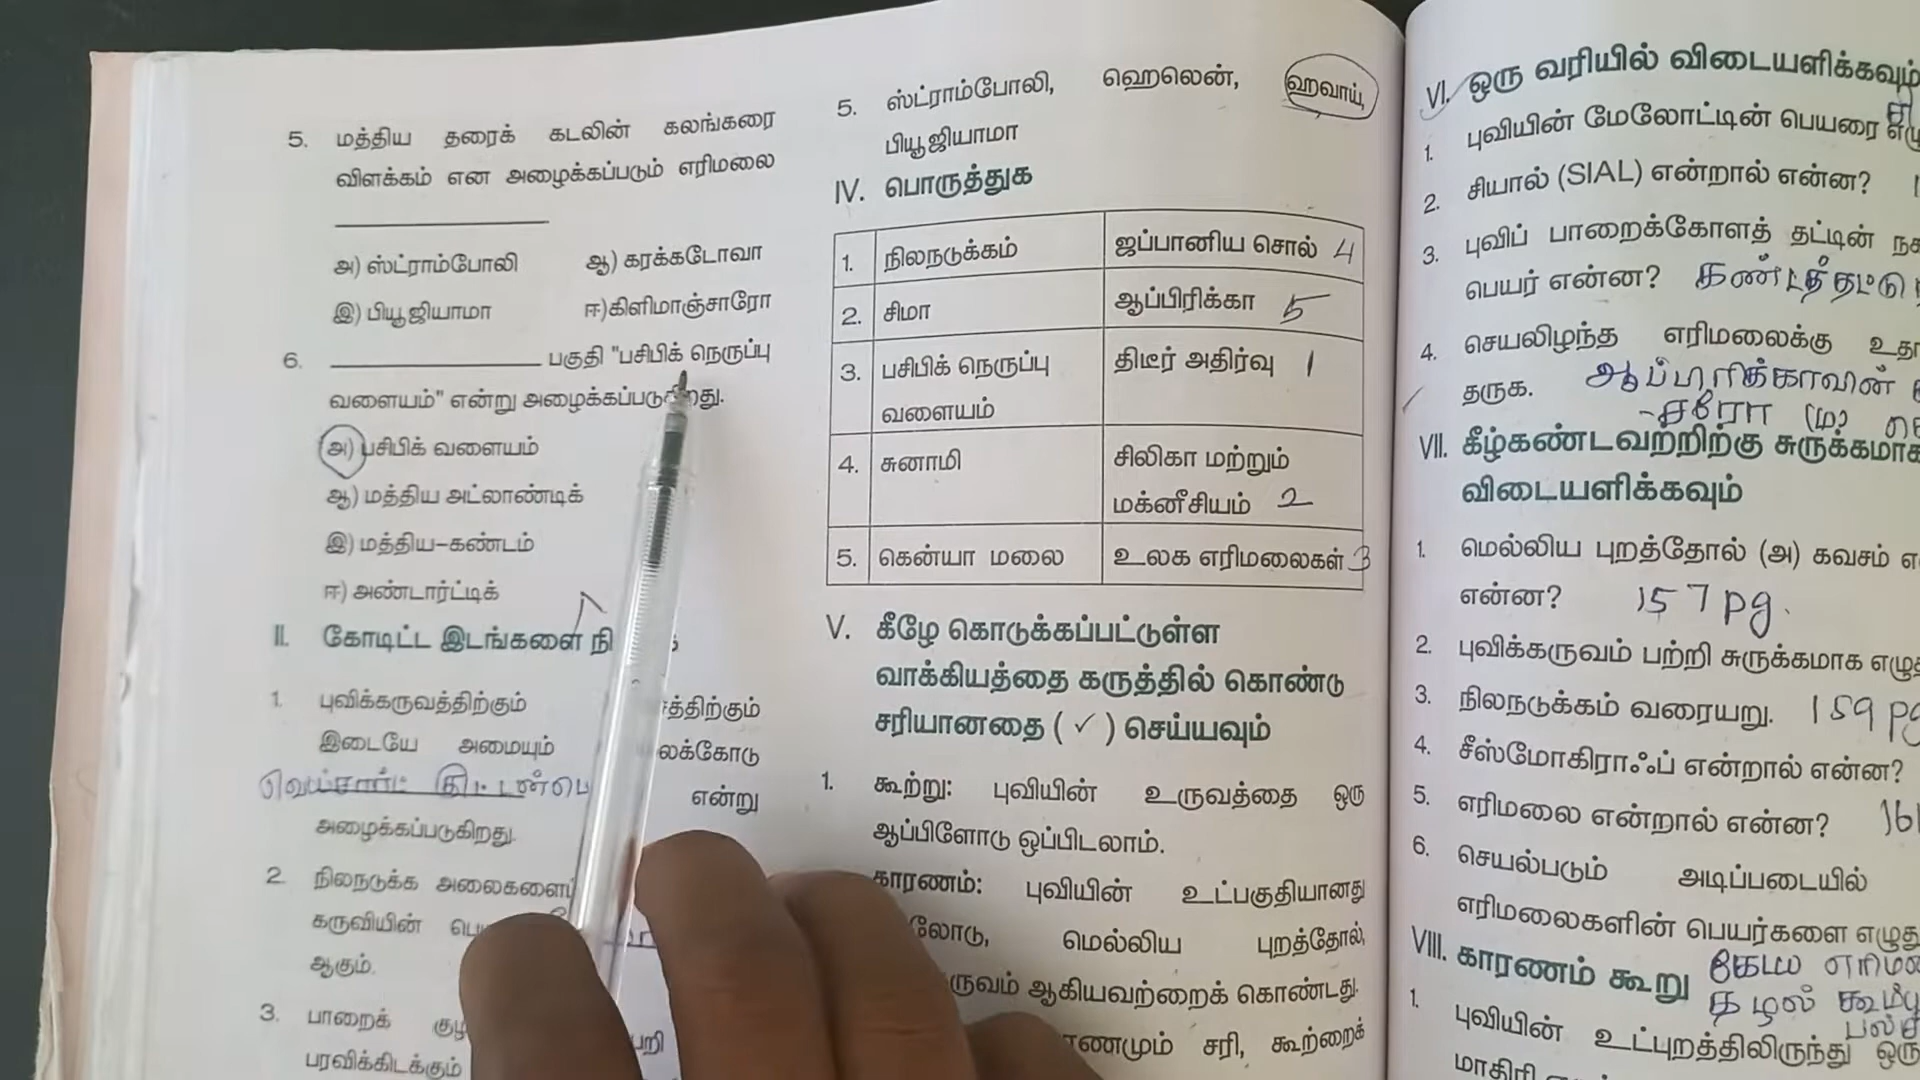 5. மத்திய தரைக் கடலின் கலங்கரை
விளக்கம் என அழைக்கப்படும் எரிமலை
அ) ஸ்ட்ராம்போலி ஆ) கரக்கடோவா
இ) பியூஜியாமா ஈ)கிளிமாஞ்சாரோ
6. பகுதி "பசிபிக் நெருப்பு
வளையம்" என்று
அ) பசிபிக் வளையம்
ஆ) மத்திய அட்லாண்டிக்
இ) மத்திய-கண்டம்
ஈ) அண்டார்ட்டிக்
II. கோடிட்ட இடங்களை
1. புவிக்கருவத்திற்கும்
இடையே அமையும்
என்று
அழைக்கப்படுகிறது.
2. நிலநடுக்க
கருவியின்
ஆகும்.
3. பாறைக்
பரவிக்கிடக்கும்
5. ஸ்ட்ராம்போலி, ஹெலென், ஹவாய்,
பியூஜியாமா
IV. பொருத்துக
1. நிலநடுக்கம் ஜப்பானிய சொல் 4
2. சிமா ஆப்பிரிக்கா 5
3. பசிபிக் நெருப்பு திடீர் அதிர்வு 1
வளையம்
4. சுனாமி சிலிகா மற்றும்
மக்னீசியம் 2
5. கென்யா மலை உலக எரிமலைகள் 3
V. கீழே கொடுக்கப்பட்டுள்ள
வாக்கியத்தை கருத்தில் கொண்டு
சரியானதை ( ✓ ) செய்யவும்
1. கூற்று: புவியின் உருவத்தை ஒரு
ஆப்பிளோடு ஒப்பிடலாம்.
காரணம்: புவியின் உட்பகுதியானது
மெல்லிய புறத்தோல்,
ஆகியவற்றைக் கொண்டது.
சரி, கூற்றைக்
VI. ஒரு வரியில் விடையளிக்கவும்
1. புவியின் மேலோட்டின் பெயரை
2. சியால் (SIAL) என்றால் என்ன?
3. புவிப் பாறைக்கோளத் தட்டின்
பெயர் என்ன? கண்டத்தட்டு
4. செயலிழந்த எரிமலைக்கு
தருக. ஆப்பிரிக்காவின்
VII. கீழ்கண்டவற்றிற்கு சுருக்கமாக
விடையளிக்கவும்
1. மெல்லிய புறத்தோல் (அ) கவசம்
என்ன? 157 pg.
2. புவிக்கருவம் பற்றி சுருக்கமாக
3. நிலநடுக்கம் வரையறு. 159 pg
4. சீஸ்மோகிராஃப் என்றால் என்ன?
5. எரிமலை என்றால் என்ன?
6. செயல்படும் அடிப்படையில்
எரிமலைகளின் பெயர்களை
VIII. காரணம் கூறு
1. புவியின் உட்புறத்திலிருந்து ஒரு